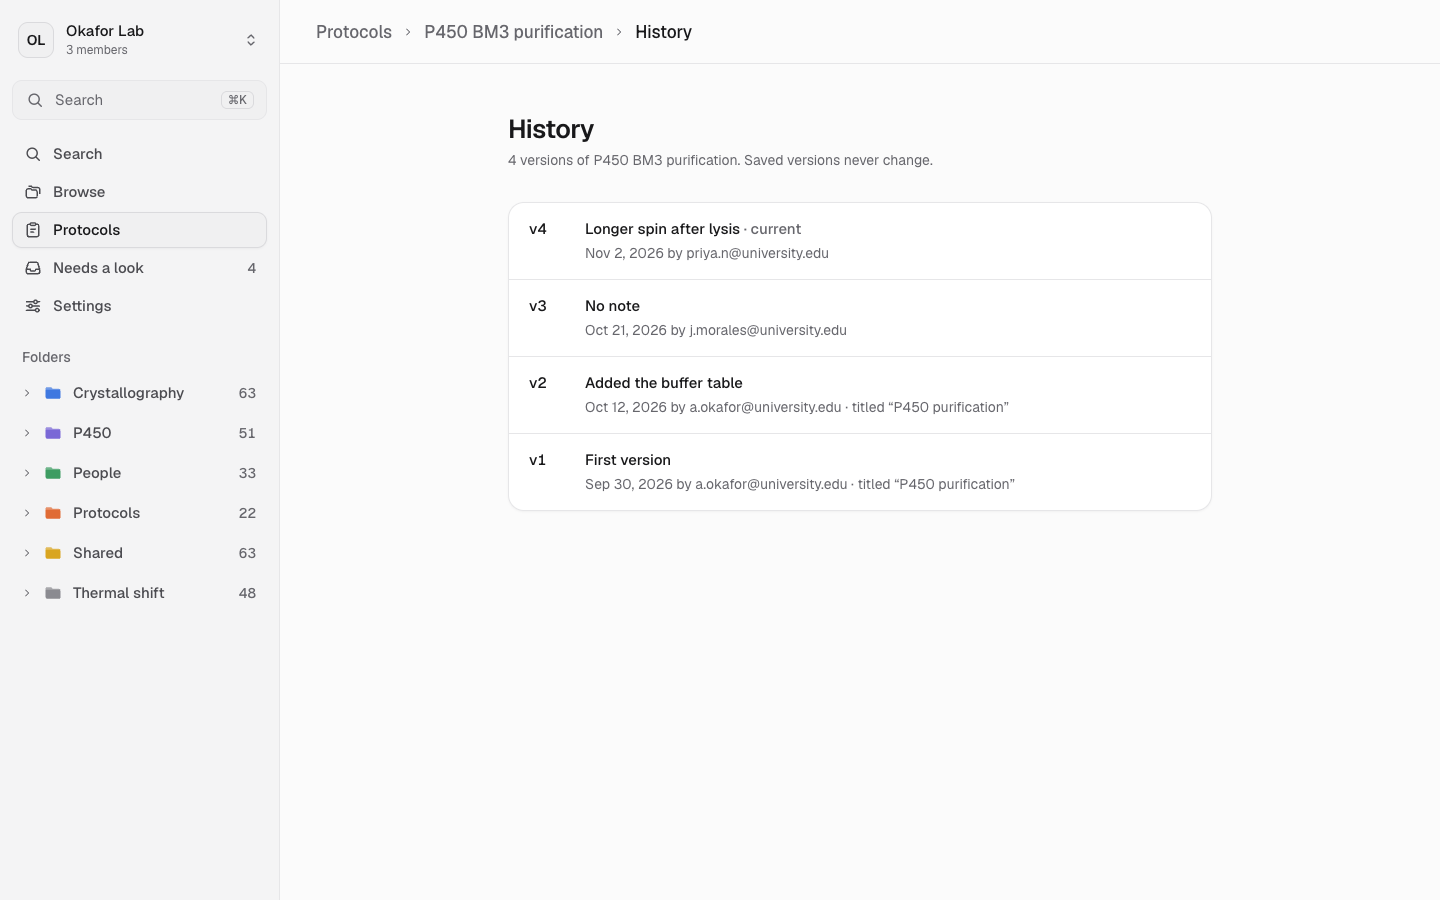 OL
Okafor Lab
3 members
Search
⌘K
Search
Browse
Protocols
Needs a look 4
Settings
Folders
Crystallography 63
P450 51
People 33
Protocols 22
Shared 63
Thermal shift 48
Protocols › P450 BM3 purification › History
History
4 versions of P450 BM3 purification. Saved versions never change.
v4 Longer spin after lysis · current
Nov 2, 2026 by priya.n@university.edu
v3 No note
Oct 21, 2026 by j.morales@university.edu
v2 Added the buffer table
Oct 12, 2026 by a.okafor@university.edu · titled “P450 purification”
v1 First version
Sep 30, 2026 by a.okafor@university.edu · titled “P450 purification”